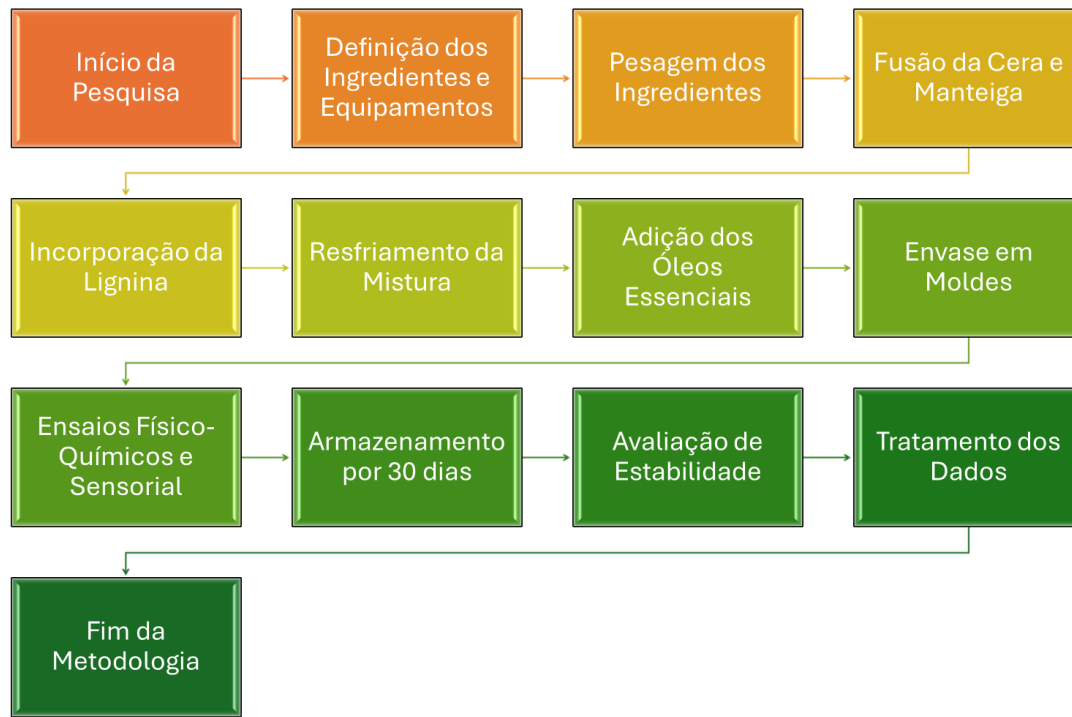 Início da
Pesquisa
Definição dos
Ingredientes e
Equipamentos
Pesagem dos
Ingredientes
Fusão da Cera e
Manteiga
Incorporação da
Lignina
Resfriamento da
Mistura
Adição dos
Óleos
Essenciais
Envase em
Moldes
Ensaios Físico-
Químicos e
Sensorial
Armazenamento
por 30 dias
Avaliação de
Estabilidade
Tratamento dos
Dados
Fim da
Metodologia